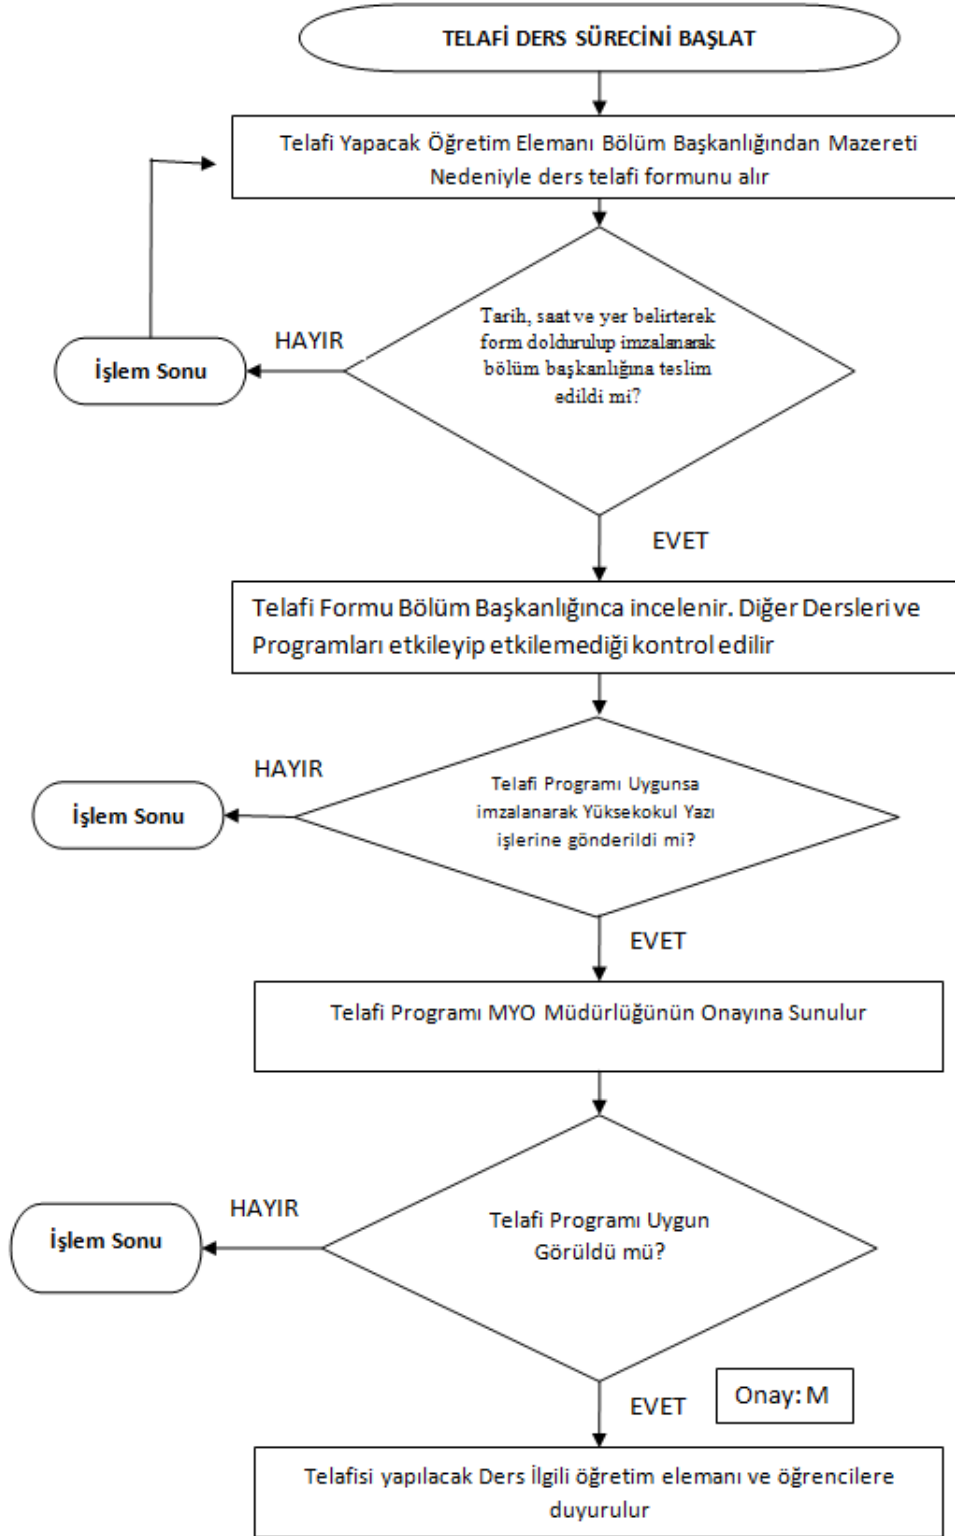 TELAFİ DERS SÜRECİNİ BAŞLAT
Telafi Yapacak Öğretim Elemanı Bölüm Başkanlığından Mazereti
Nedeniyle ders telafi formunu alır
Tarih, saat ve yer belirterek
form doldurulup imzalanarak
bölüm başkanlığına teslim
edildi mi?
HAYIR
İşlem Sonu
EVET
Telafi Formu Bölüm Başkanlığınca incelenir. Diğer Dersleri ve
Programları etkileyip etkilemediği kontrol edilir
HAYIR
İşlem Sonu
Telafi Programı Uygunsa
imzalanarak Yüksekokul Yazı
işlerine gönderildi mi?
EVET
Telafi Programı MYO Müdürlüğünün Onayına Sunulur
HAYIR
İşlem Sonu
Telafi Programı Uygun
Görüldü mü?
EVET
Onay: M
Telafisi yapılacak Ders İlgili öğretim elemanı ve öğrencilere
duyurulur